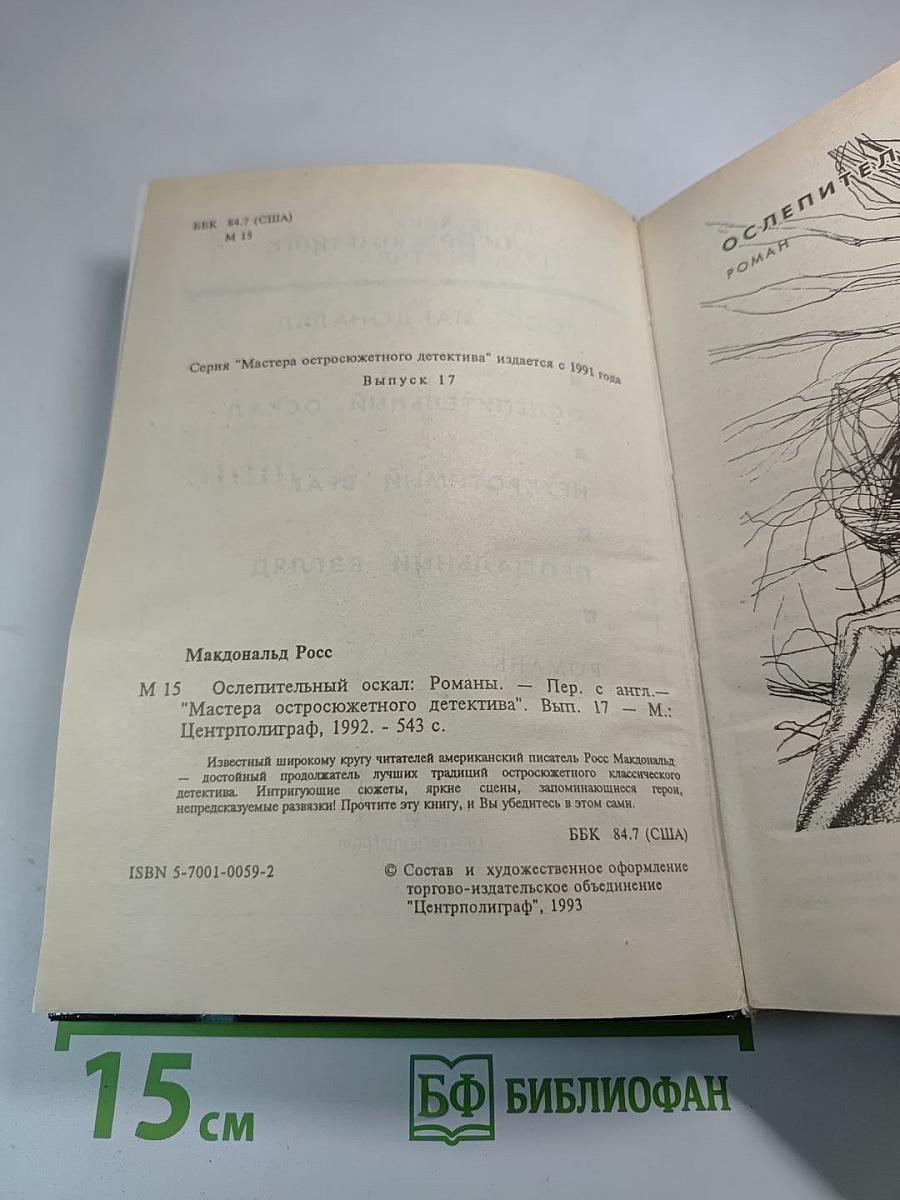 ББК 84.7 (США)
М 15
Серия "Мастера остросюжетного детектива" издается с 1991 года
Выпуск 17
Макдональд Росс
М 15 Ослепительный оскал: Романы. — Пер. с англ.—
"Мастера остросюжетного детектива". Вып. 17 — М.:
Центрполиграф, 1992. - 543 с.
Известный широкому кругу читателей американский писатель Росс Макдональд
— достойный продолжатель лучших традиций остросюжетного классического
детектива. Интригующие сюжеты, яркие сцены, запоминающиеся герои,
непредсказуемые развязки! Прочтите эту книгу, и Вы убедитесь в этом сами.
ББК 84.7 (США)
ISBN 5-7001-0059-2
© Состав и художественное оформление
торгово-издательское объединение
"Центрполиграф", 1993
ОСЛЕПИТЕЛ
РОМАН
15 см
БФ БИБ�лИОФАН